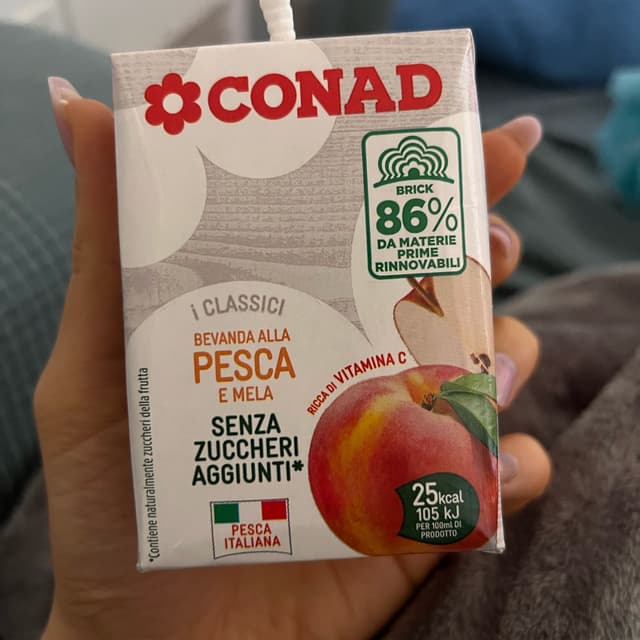 CONAD
BRICK
86%
DA MATERIE
PRIME
RINNOVABILI
i CLASSICI
BEVANDA ALLA
PESCA
E MELA
RICCA DI VITAMINA C
SENZA
ZUCCHERI
AGGIUNTI*
PESCA
ITALIANA
25kcal
105 kJ
PER 100ml DI
PRODOTTO
*Contiene naturalmente zuccheri della frutta